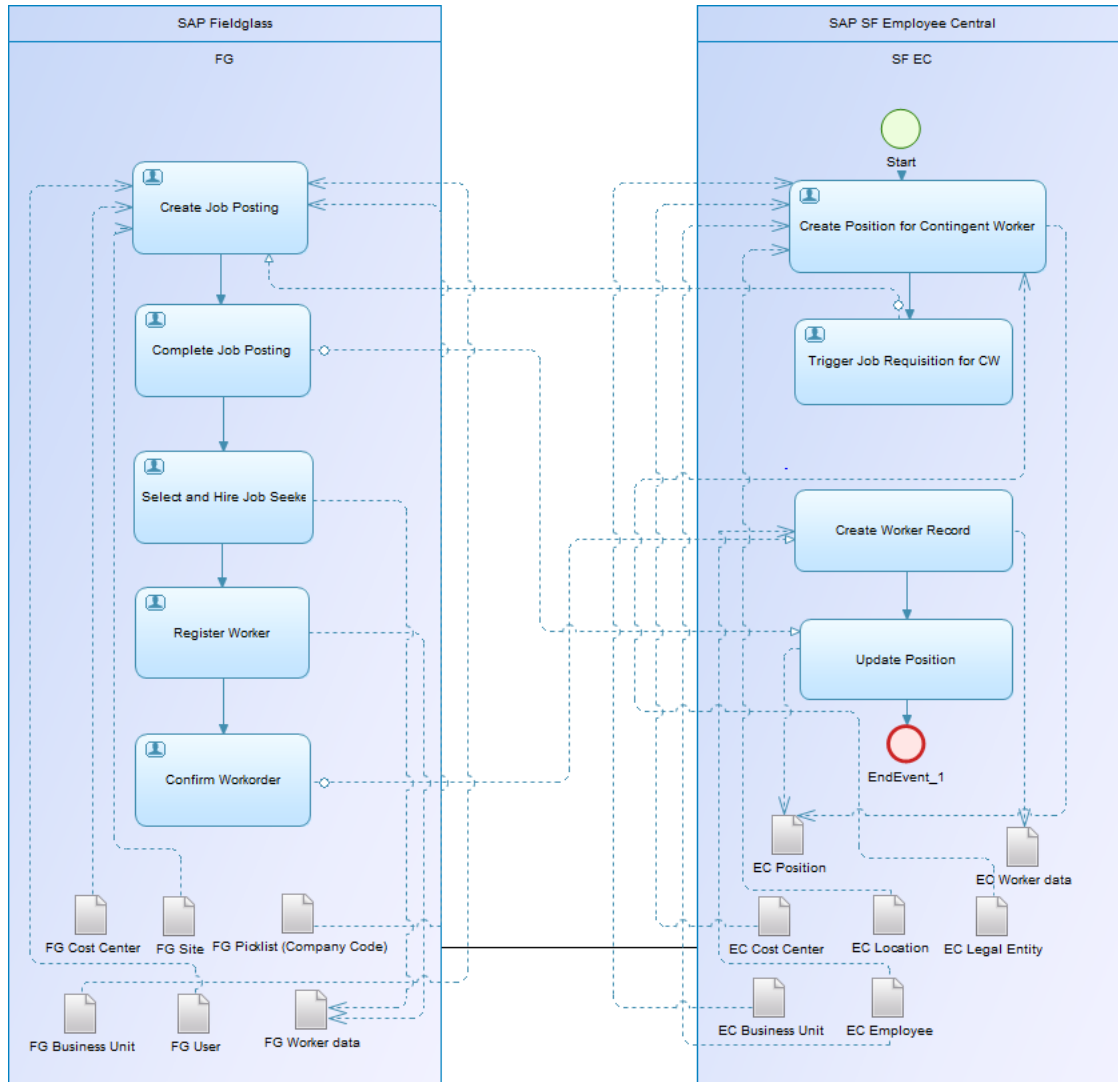 SAP Fieldglass
FG
Create Job Posting
Complete Job Posting
Select and Hire Job Seeke
Register Worker
Confirm Workorder
FG Cost Center
FG Site
FG Picklist (Company Code)
FG Business Unit
FG User
FG Worker data
SAP SF Employee Central
SF EC
Start
Create Position for Contingent Worker
Trigger Job Requisition for CW
Create Worker Record
Update Position
EndEvent_1
EC Position
EC Worker data
EC Cost Center
EC Location
EC Legal Entity
EC Business Unit
EC Employee